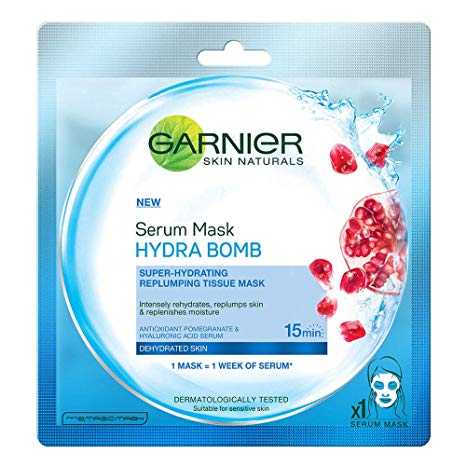 GARNIER
SKIN NATURALS
NEW
Serum Mask
HYDRA BOMB
SUPER-HYDRATING
REPLUMPING TISSUE MASK
Intensely rehydrates, replumps skin
& replenishes moisture
ANTIOXIDANT POMEGRANATE &
HYALURONIC ACID SERUM
15min
DEHYDRATED SKIN
1 MASK = 1 WEEK OF SERUM*
DERMATOLOGICALLY TESTED
Suitable for sensitive skin
x1
SERUM MASK